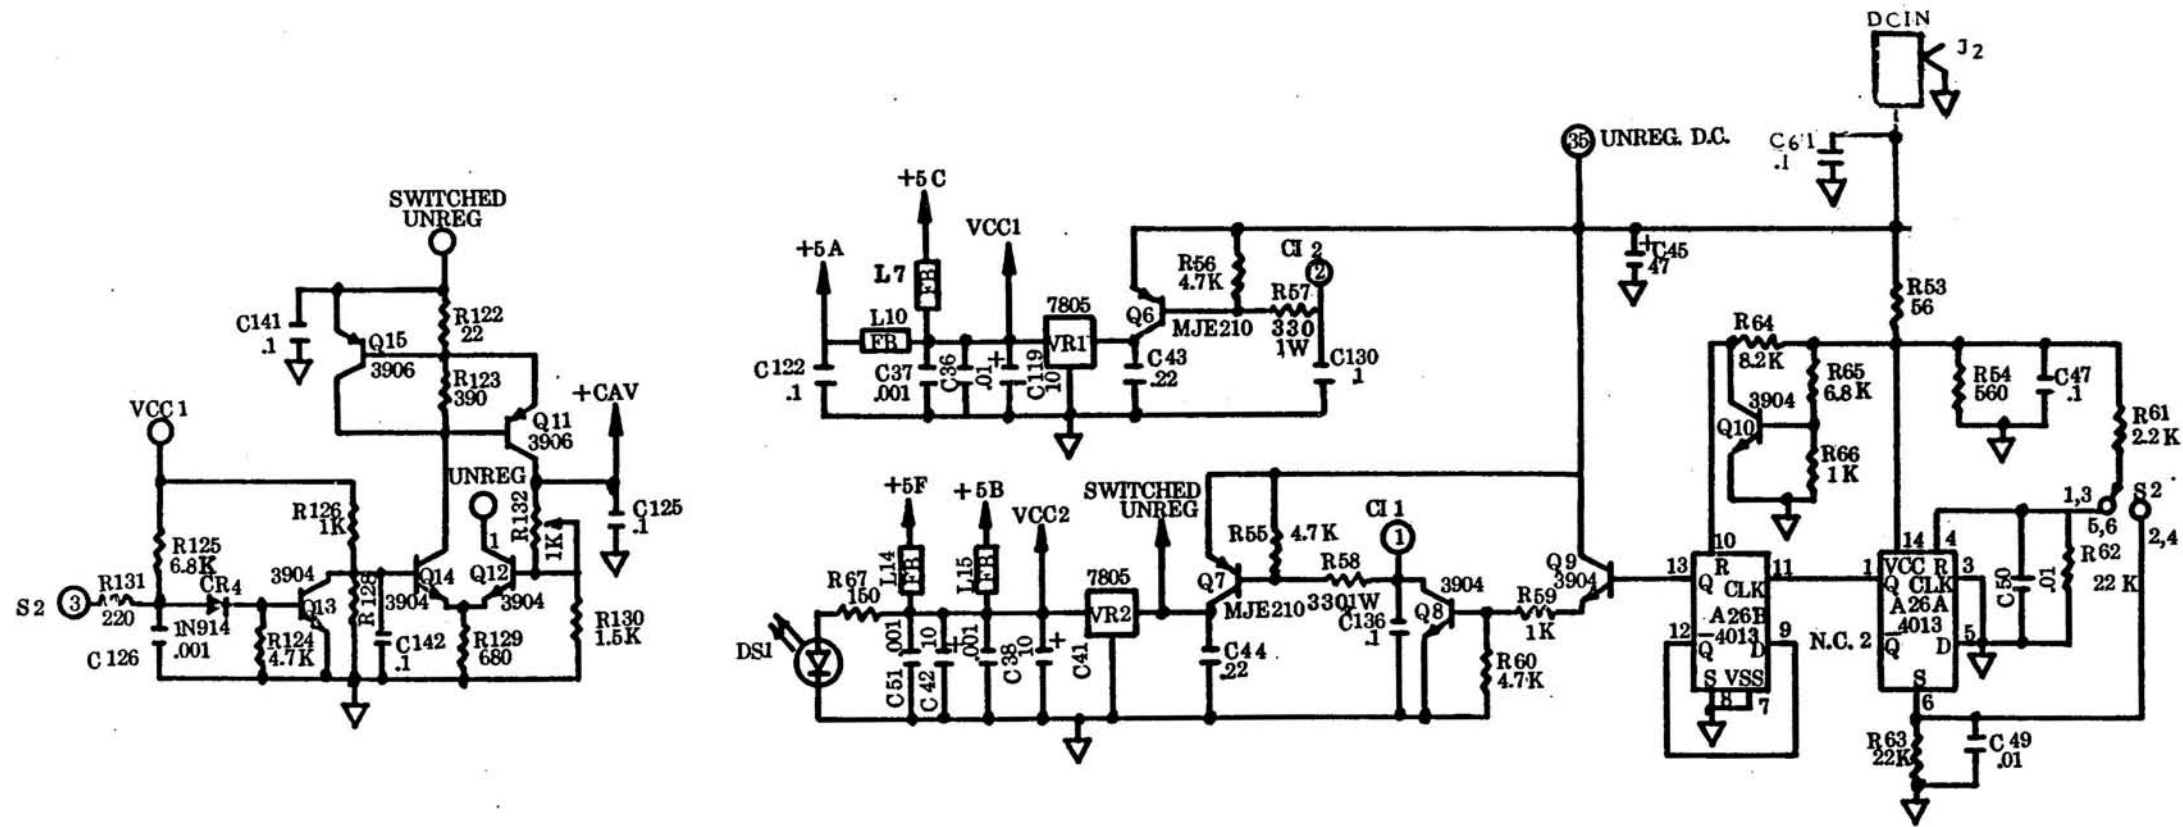 DCIN
J2
C61
.1
35
UNREG. D.C.
+5C
VCC1
+5A
L7
FB
L10
FB
7805
VR1
Q6
MJE210
R56
4.7K
R57
330
1W
CI 2
2
C45
+
47
C122
.1
C37
.001
C36
.01
+
C119
10
C43
.22
C130
.1
R53
56
R64
8.2K
R65
6.8K
R66
1K
3904
Q10
R54
560
C47
.1
R61
2.2K
S2
1,3
5,6
2,4
SWITCHED
UNREG
C141
.1
R122
22
Q15
3906
R123
390
+CAV
Q11
3906
UNREG
VCC1
R126
1K
R132
1K
1
C125
.1
R125
6.8K
CR4
1N914
S2
3
R131
220
3904
Q13
R128
Q14
3904
Q12
3904
C126
.001
R124
4.7K
C142
.1
R129
680
R130
1.5K
+5F
+5B
VCC2
SWITCHED
UNREG
L14
FB
L15
FB
R67
150
7805
VR2
DS1
C51
.001
C42
10
+
.001
C38
10
+
C41
R55
4.7K
Q7
MJE210
R58
330 1W
CI 1
1
C136
.1
3904
Q8
R59
1K
R60
4.7K
C44
.22
Q9
3904
10
R
13
Q
CLK
11
A26B
4013
12
Q
D
9
S
VSS
8
7
14
4
1
VCC
R
3
Q
CLK
A26A
4013
N.C. 2
Q
D
5
S
6
C50
.01
R62
22K
R63
22K
C49
.01